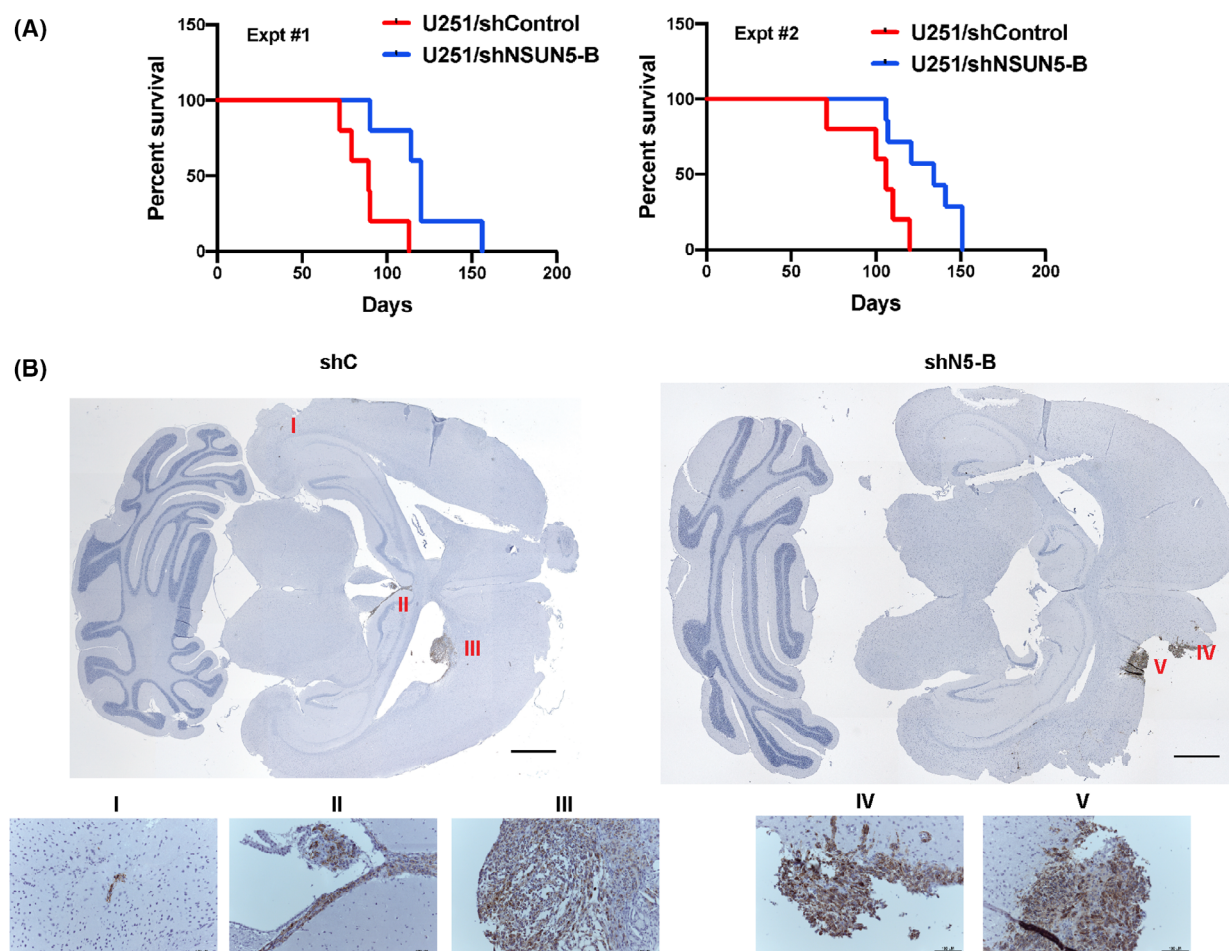 (A)
Expt #1
U251/shControl
U251/shNSUN5-B
Percent survival
150
100
50
0
0 50 100 150 200
Days
Expt #2
U251/shControl
U251/shNSUN5-B
Percent survival
150
100
50
0
0 50 100 150 200
Days
(B)
shC
shN5-B
I
II
III
IV
V
I II III IV V